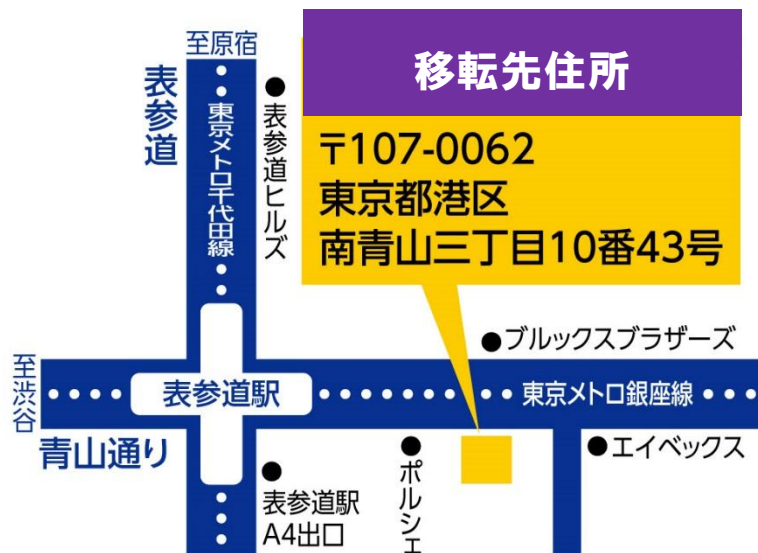 至原宿
移転先住所
表参道
東京メトロ千代田線
表参道ヒルズ
〒107-0062
東京都港区
南青山三丁目10番43号
ブルックスブラザーズ
至渋谷
表参道駅
東京メトロ銀座線
青山通り
エイベックス
ポルシェ
表参道駅
A4出口